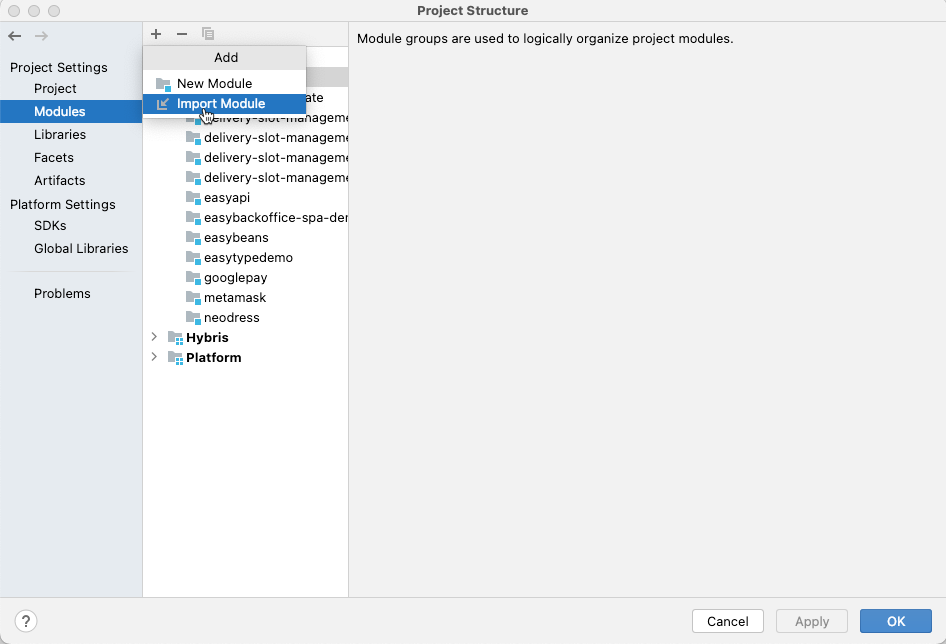 Project Structure
Project Settings
Project
Modules
Libraries
Facets
Artifacts
Platform Settings
SDKs
Global Libraries
Problems
Add
New Module
Import Module
ate
delivery-slot-manageme
delivery-slot-manageme
delivery-slot-manageme
delivery-slot-manageme
easyapi
easybackoffice-spa-der
easybeans
easytypedemo
googlepay
metamask
neodress
Hybris
Platform
Module groups are used to logically organize project modules.
?
Cancel
Apply
OK